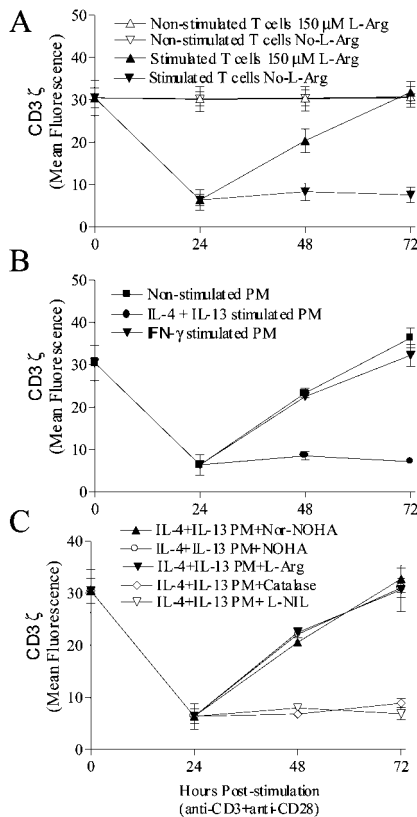 A
Non-stimulated T cells 150 µM L-Arg
Non-stimulated T cells No-L-Arg
Stimulated T cells 150 µM L-Arg
Stimulated T cells No-L-Arg
50
40
30
20
10
0
CD3 ζ
(Mean Fluorescence)
0
24
48
72
B
Non-stimulated PM
IL-4 + IL-13 stimulated PM
IFN-γ stimulated PM
50
40
30
20
10
0
CD3 ζ
(Mean Fluorescence)
0
24
48
72
C
IL-4+IL-13 PM+Nor-NOHA
IL-4+IL-13 PM+NOHA
IL-4+IL-13 PM+L-Arg
IL-4+IL-13 PM+Catalase
IL-4+IL-13 PM+ L-NIL
40
30
20
10
0
CD3 ζ
(Mean Fluorescence)
0
24
48
72
Hours Post-stimulation
(anti-CD3+anti-CD28)